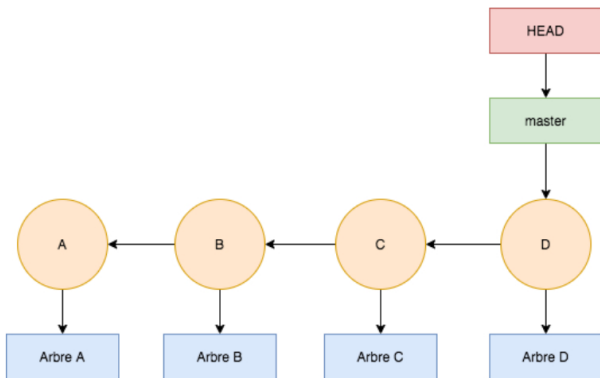 HEAD
master
A
B
C
D
Arbre A
Arbre B
Arbre C
Arbre D